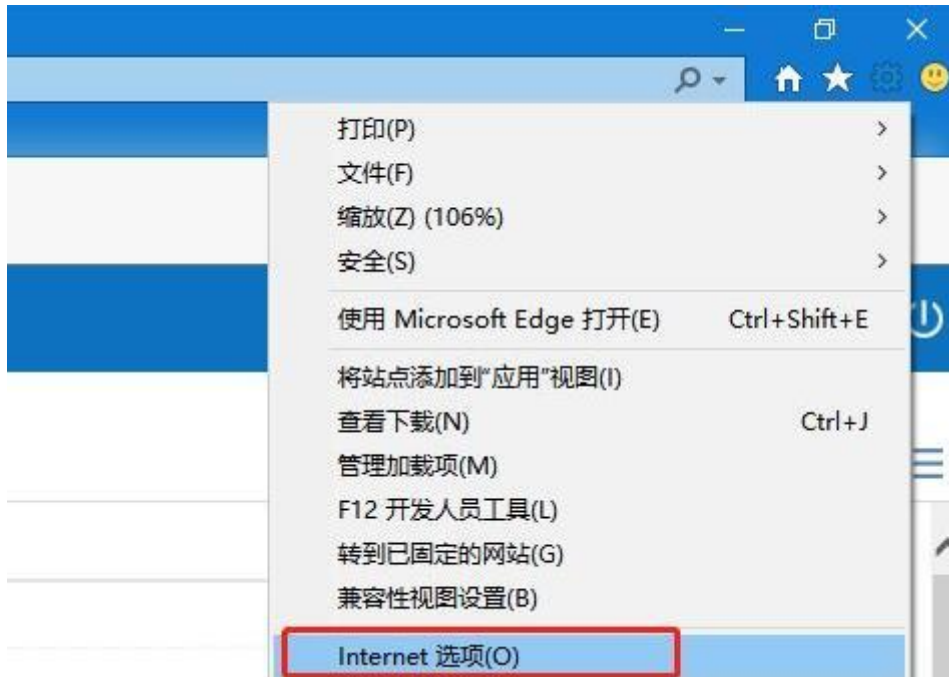 打印(P)
文件(F)
缩放(Z) (106%)
安全(S)
使用 Microsoft Edge 打开(E) Ctrl+Shift+E
将站点添加到“应用”视图(I)
查看下载(N) Ctrl+J
管理加载项(M)
F12 开发人员工具(L)
转到已固定的网站(G)
兼容性视图设置(B)
Internet 选项(O)